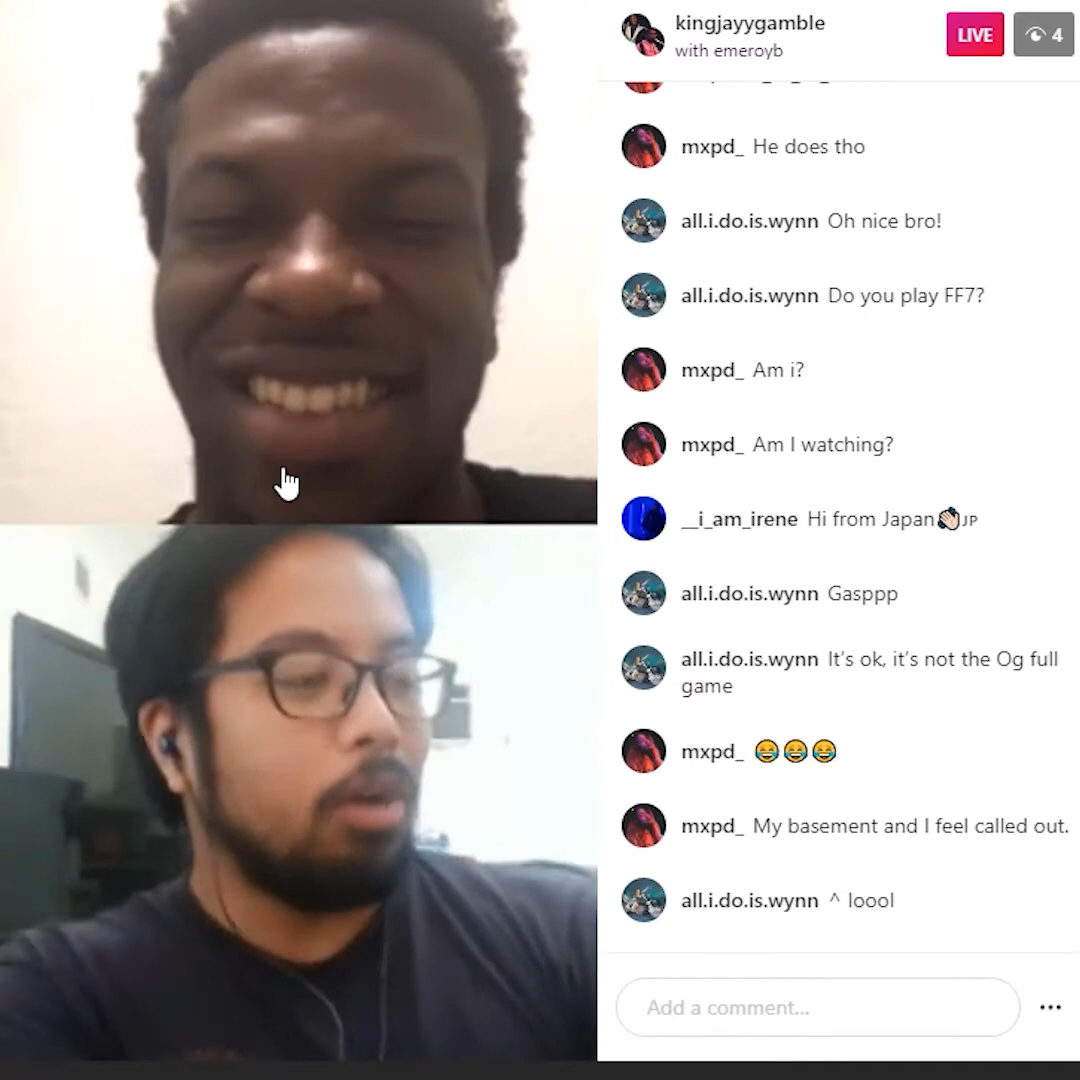 kingjayygamble
with emeroyb
LIVE
4
mxpd_ He does tho
all.i.do.is.wynn Oh nice bro!
all.i.do.is.wynn Do you play FF7?
mxpd_ Am i?
mxpd_ Am I watching?
__i_am_irene Hi from Japan👏🏻JP
all.i.do.is.wynn Gasppp
all.i.do.is.wynn It's ok, it's not the Og full
game
mxpd_ 😂😂😂
mxpd_ My basement and I feel called out.
all.i.do.is.wynn ^ loool
Add a comment...